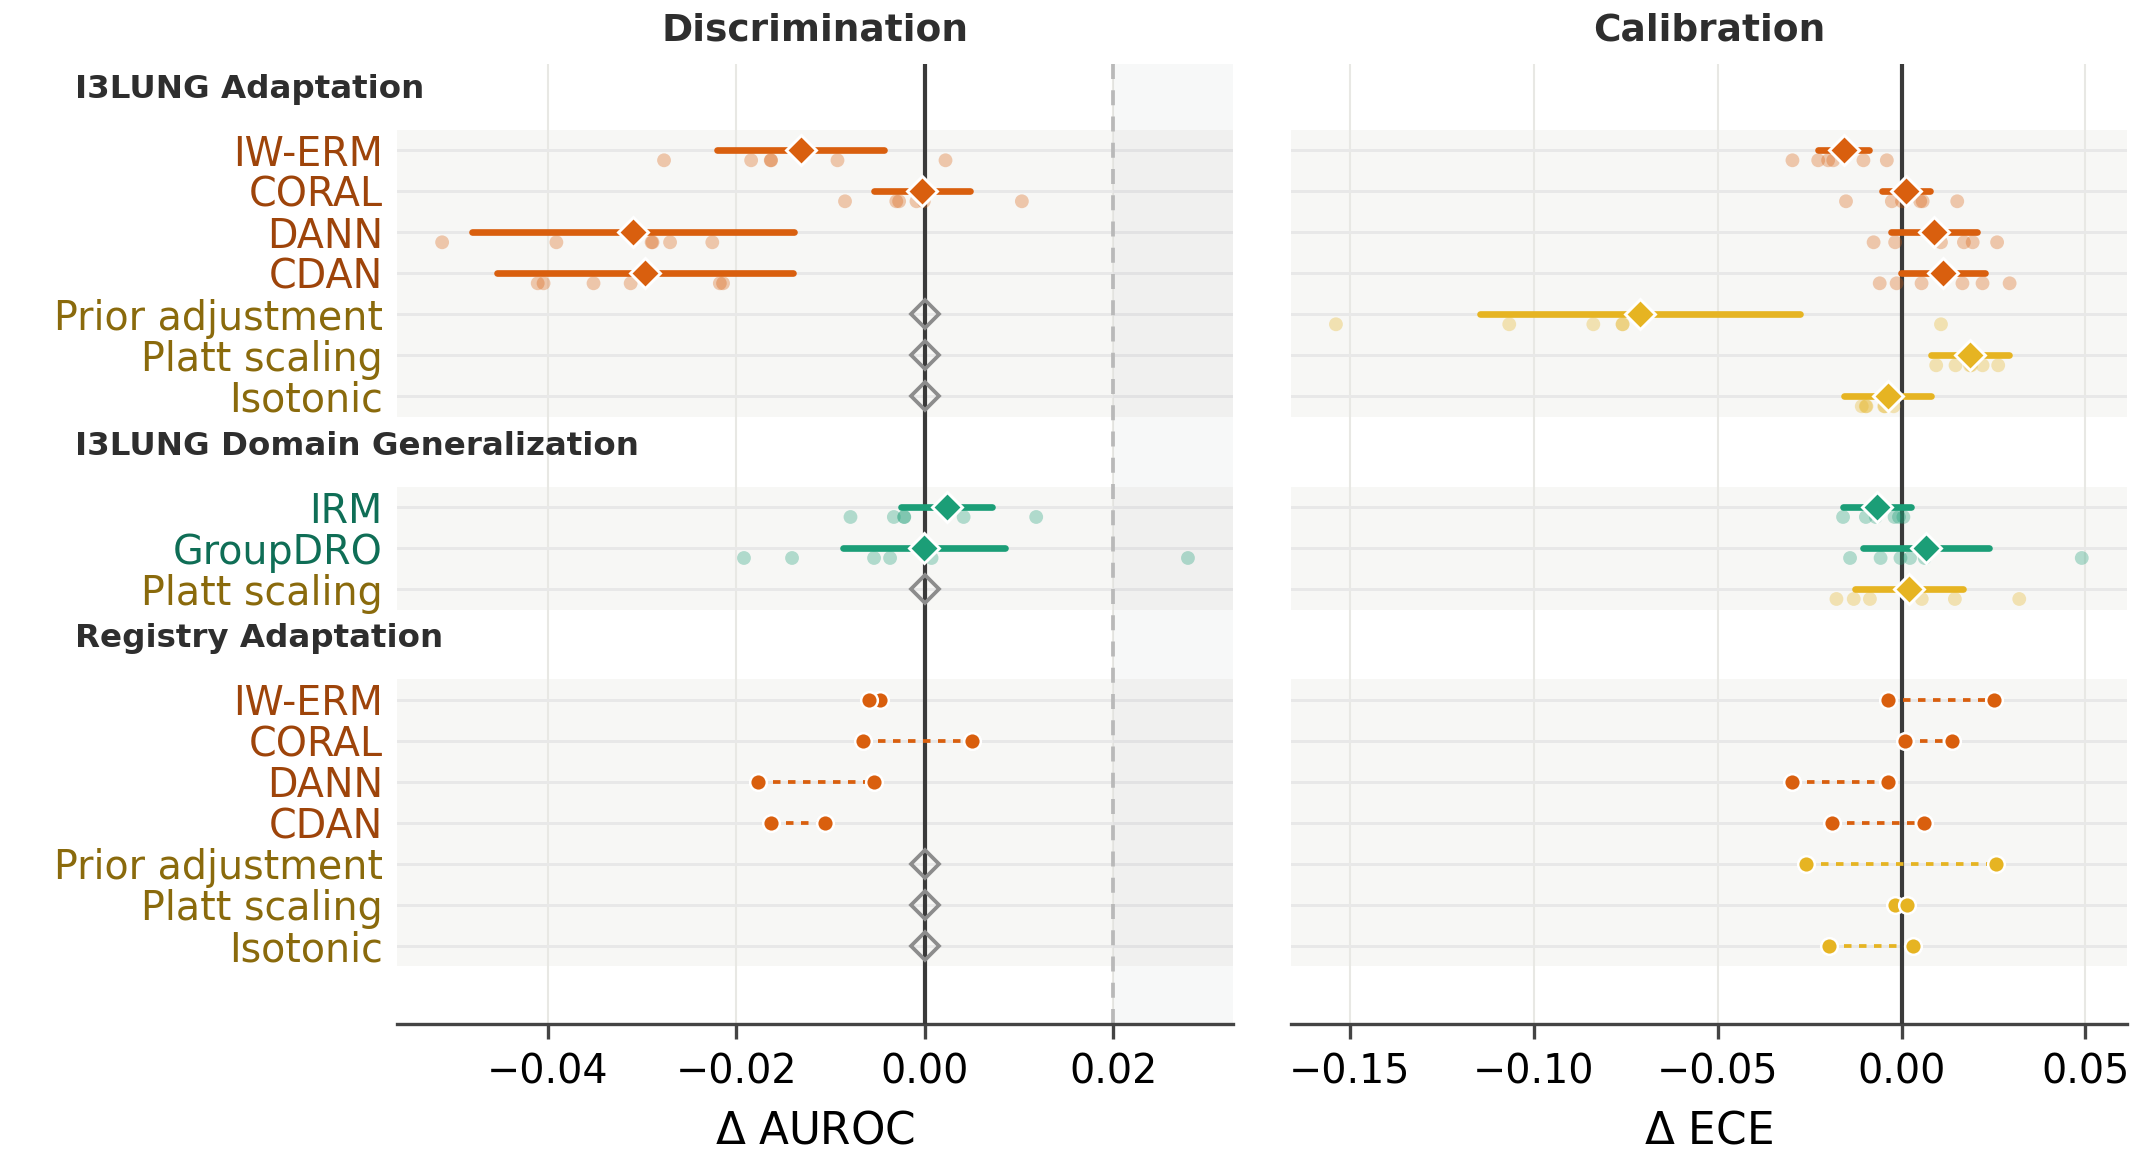 Discrimination
Calibration
I3LUNG Adaptation
IW-ERM
CORAL
DANN
CDAN
Prior adjustment
Platt scaling
Isotonic
I3LUNG Domain Generalization
IRM
GroupDRO
Platt scaling
Registry Adaptation
IW-ERM
CORAL
DANN
CDAN
Prior adjustment
Platt scaling
Isotonic
−0.04 −0.02 0.00 0.02
−0.15 −0.10 −0.05 0.00 0.05
Δ AUROC
Δ ECE